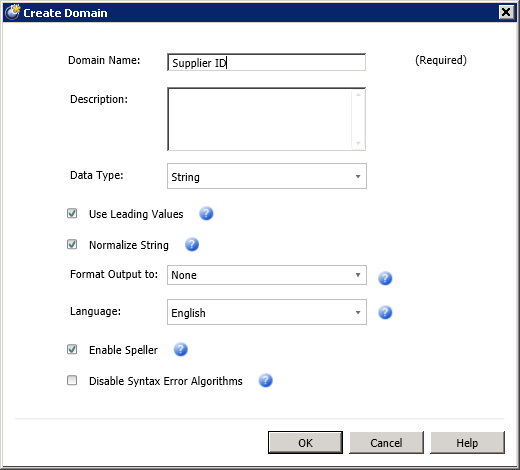 Create Domain
Domain Name: Supplier ID (Required)
Description:
Data Type: String
Use Leading Values ?
Normalize String ?
Format Output to: None ?
Language: English ?
Enable Speller ?
Disable Syntax Error Algorithms ?
OK Cancel Help